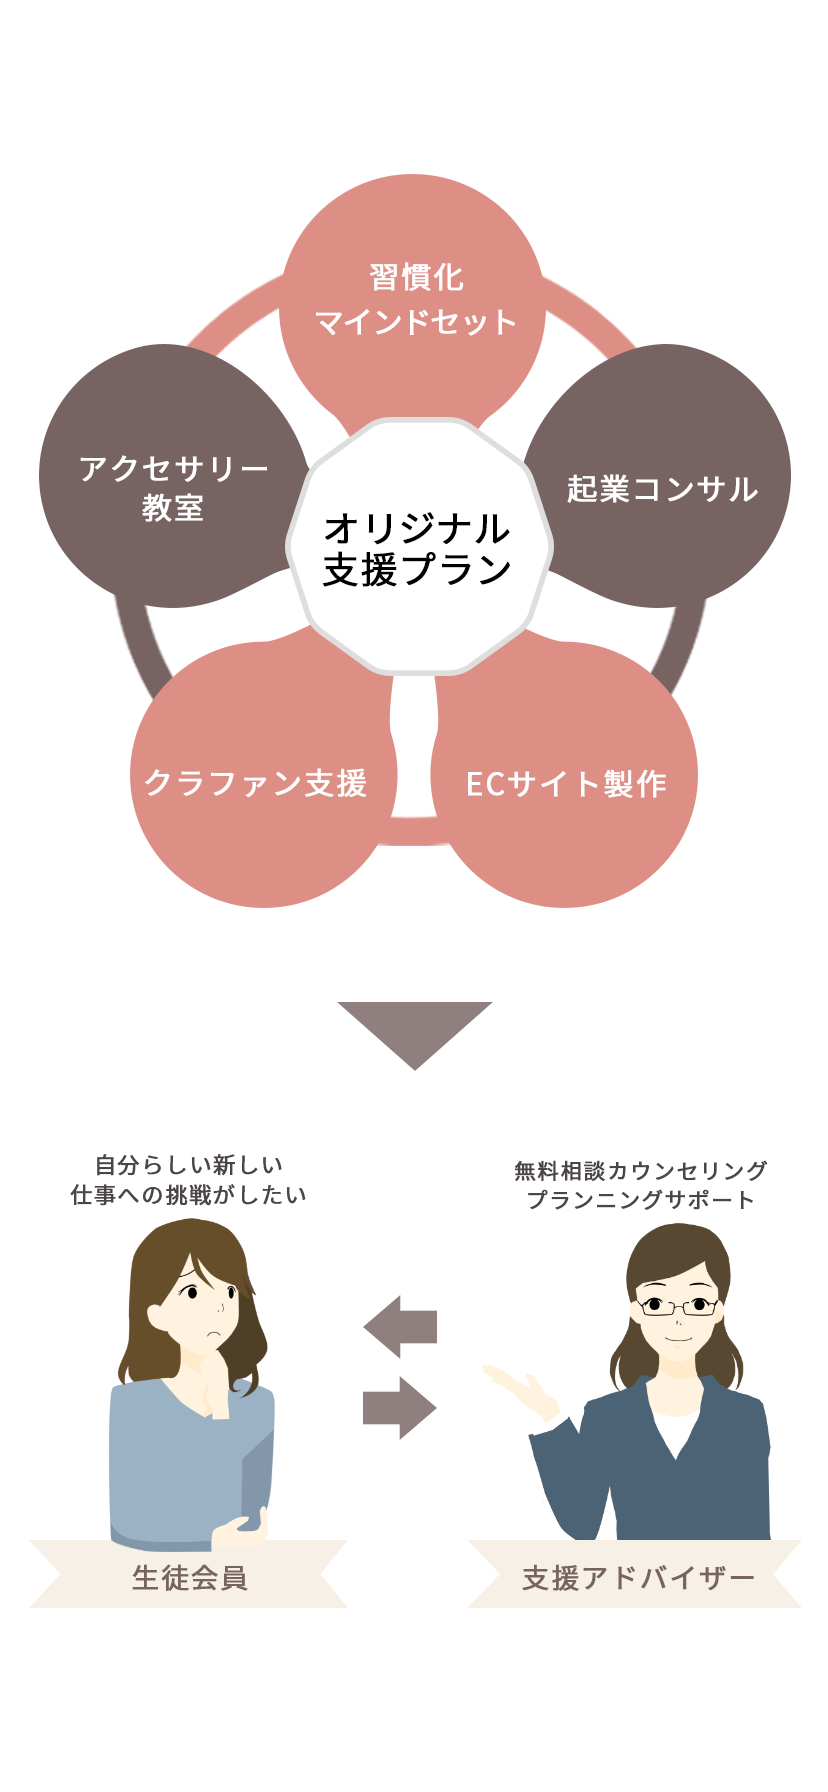 習慣化
マインドセット
アクセサリー
教室
起業コンサル
オリジナル
支援プラン
クラファン支援
ECサイト製作
自分らしい新しい
仕事への挑戦がしたい
無料相談カウンセリング
プランニングサポート
生徒会員
支援アドバイザー